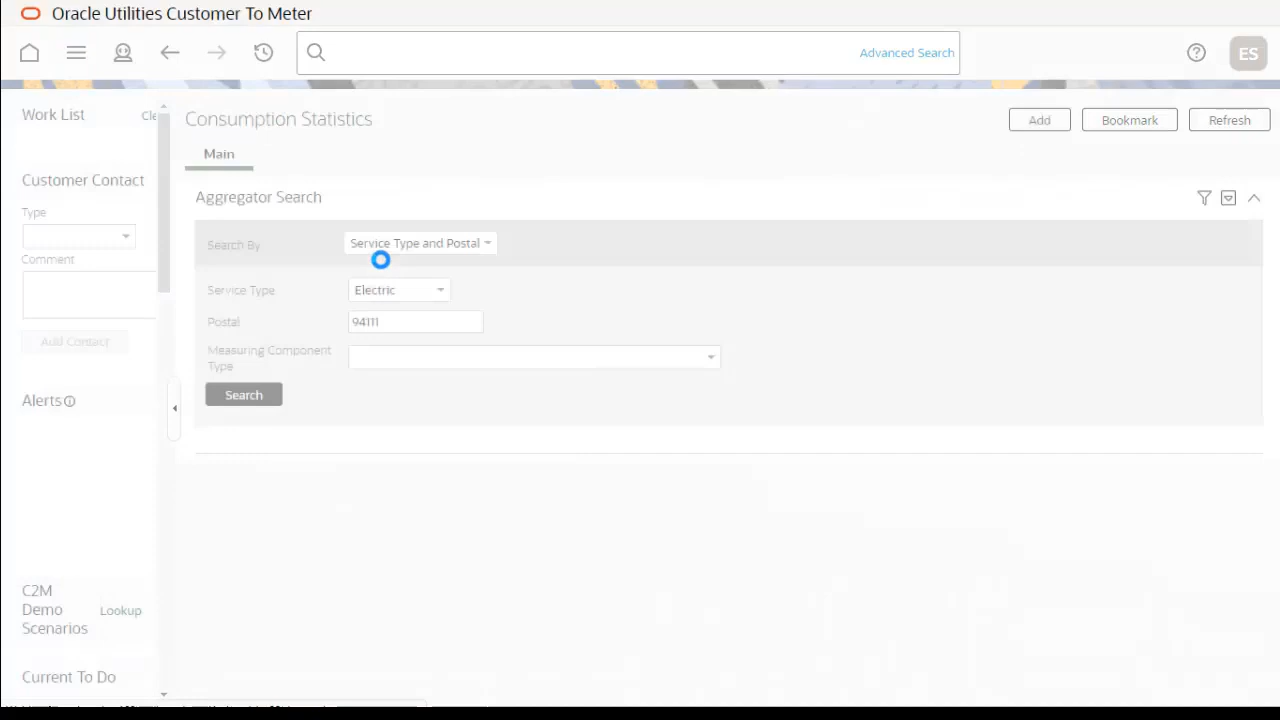 Oracle Utilities Customer To Meter
Advanced Search
ES
Work List
Cle
Consumption Statistics
Add
Bookmark
Refresh
Main
Customer Contact
Type
Comment
Add Contact
Alerts
Aggregator Search
Search By
Service Type and Postal
Service Type
Electric
Postal
94111
Measuring Component
Type
Search
C2M
Demo
Scenarios
Lookup
Current To Do